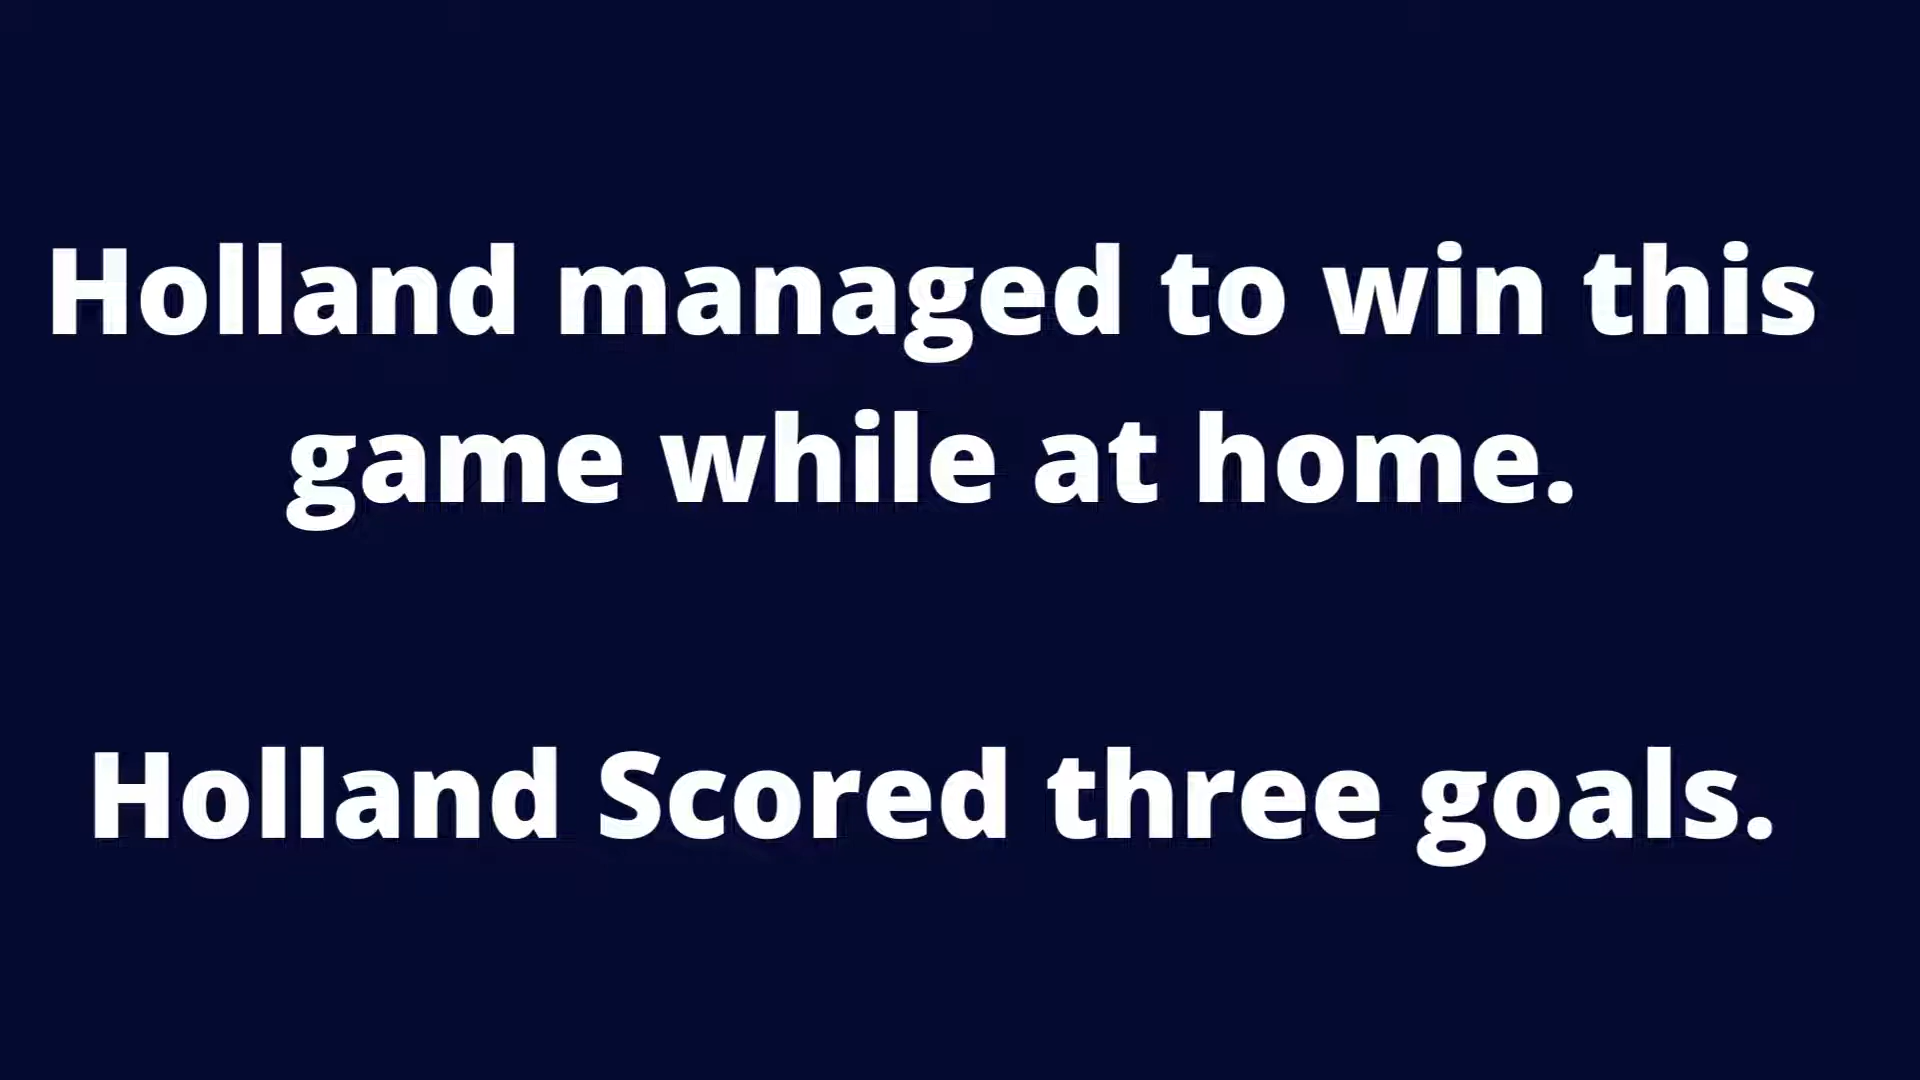 Holland managed to win this
game while at home.
Holland Scored three goals.